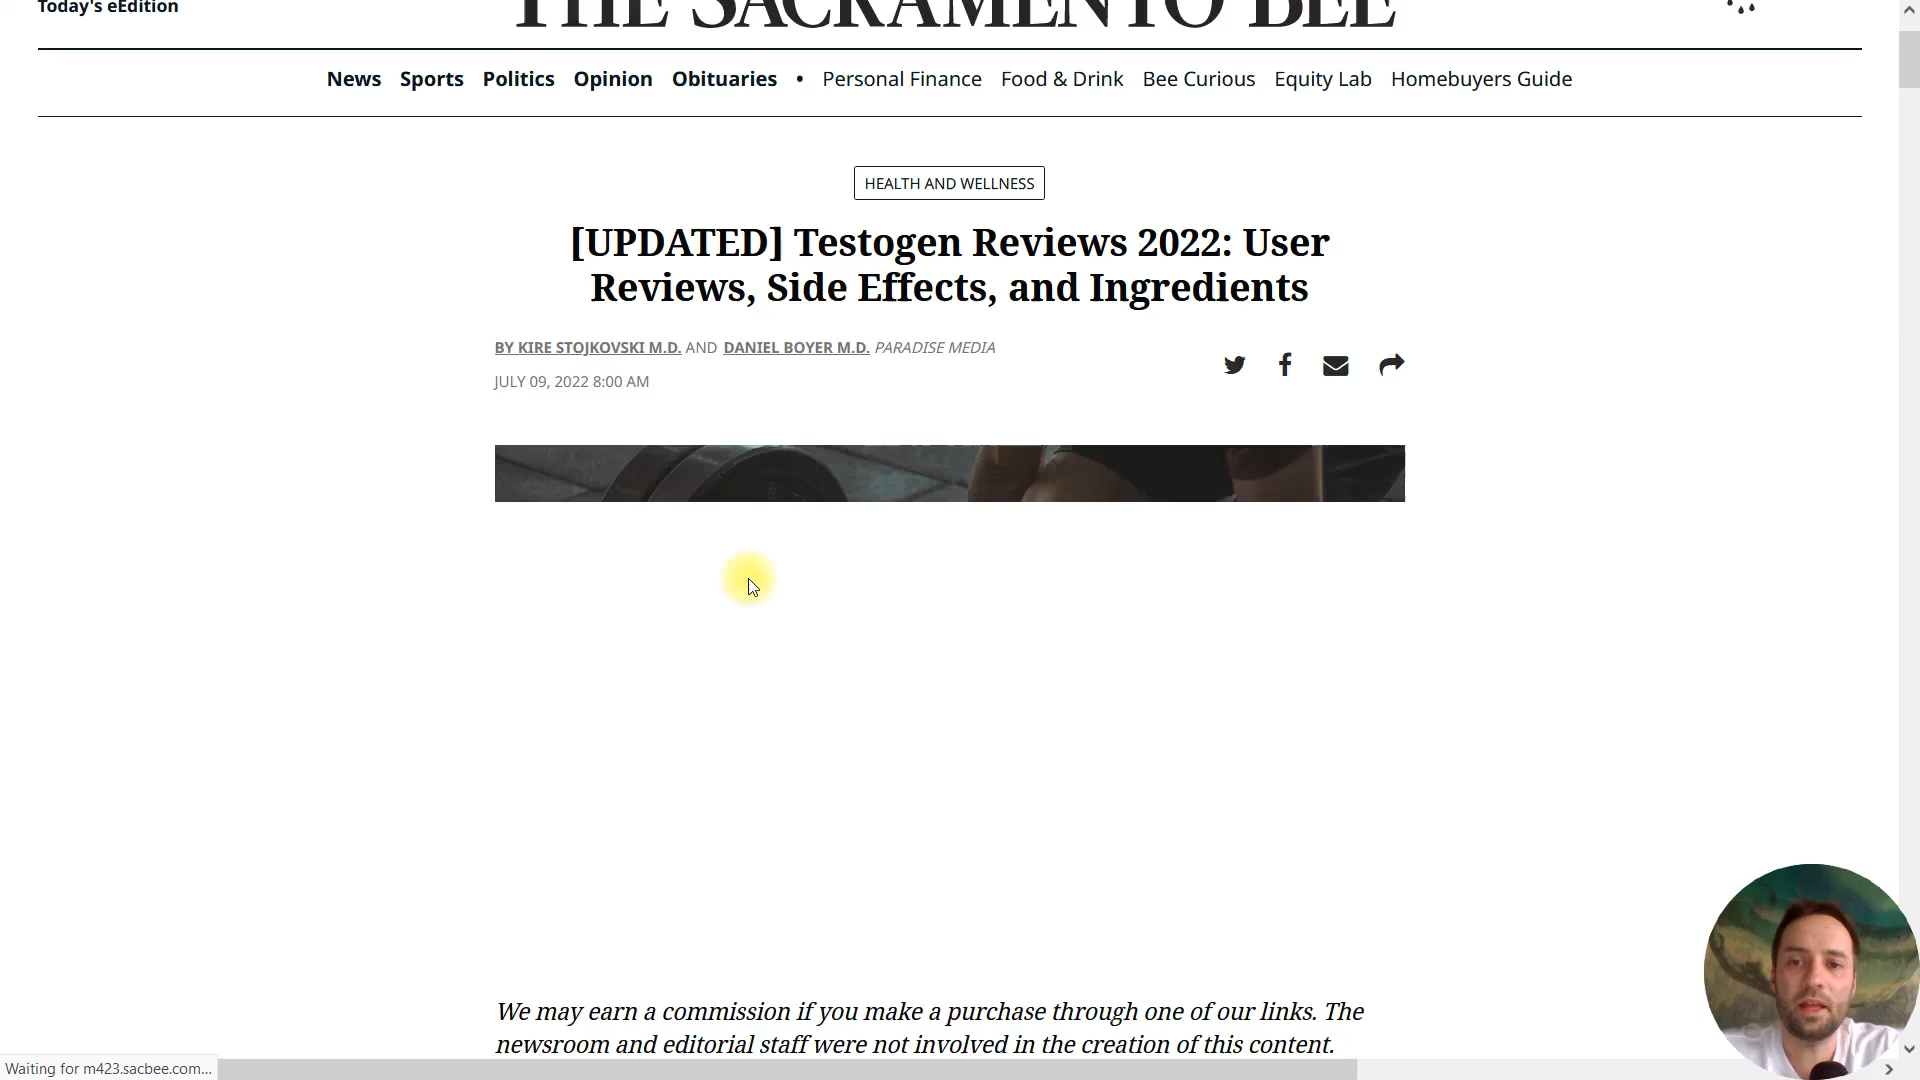 Today's eEdition
THE SACRAMENTO BEE
News Sports Politics Opinion Obituaries • Personal Finance Food & Drink Bee Curious Equity Lab Homebuyers Guide
HEALTH AND WELLNESS
[UPDATED] Testogen Reviews 2022: User
Reviews, Side Effects, and Ingredients
BY KIRE STOJKOVSKI M.D. AND DANIEL BOYER M.D. PARADISE MEDIA
JULY 09, 2022 8:00 AM
We may earn a commission if you make a purchase through one of our links. The
newsroom and editorial staff were not involved in the creation of this content.
Waiting for m423.sacbee.com...